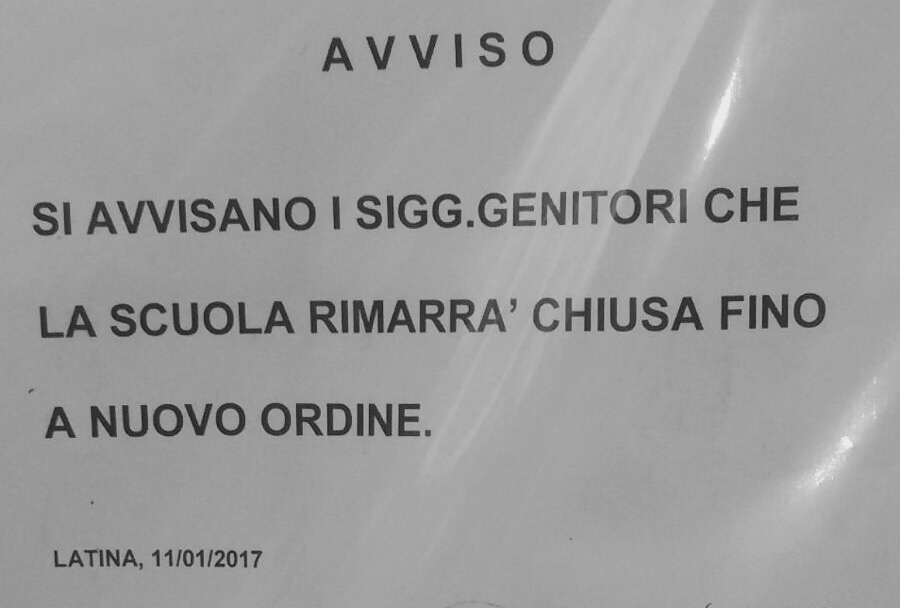 AVVISO
SI AVVISANO I SIGG.GENITORI CHE
LA SCUOLA RIMARRA' CHIUSA FINO
A NUOVO ORDINE.
LATINA, 11/01/2017